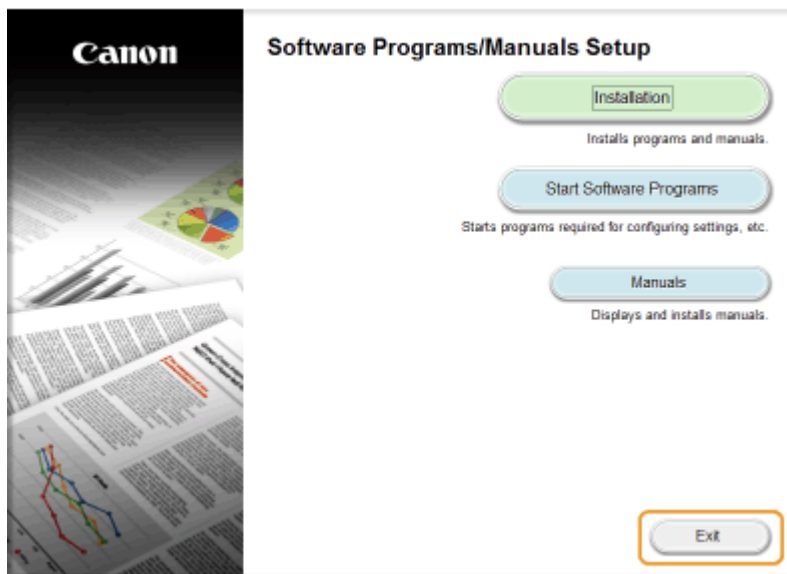 Canon
Software Programs/Manuals Setup
Installation
Installs programs and manuals.
Start Software Programs
Starts programs required for configuring settings, etc.
Manuals
Displays and installs manuals.
Exit